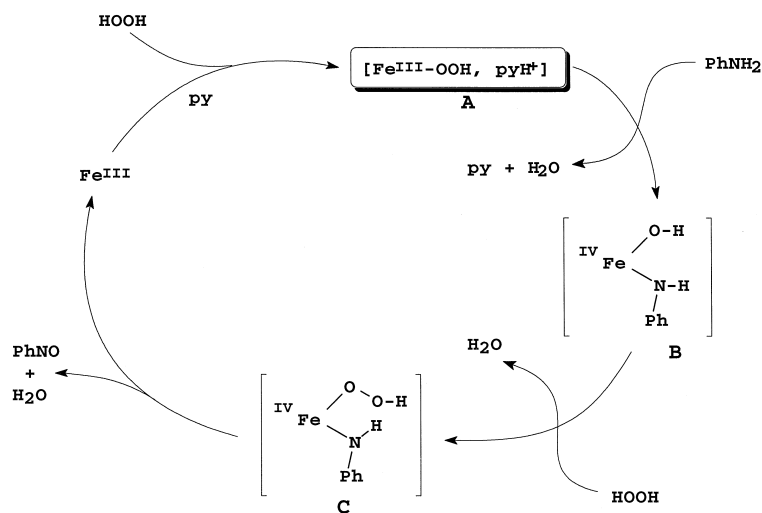 HOOH
[Feᴵᴵᴵ-OOH, pyH⁺]
A
PhNH2
py
py + H2O
Feᴵᴵᴵ
O-H
IV
Fe
N-H
Ph
B
H2O
PhNO
+
H2O
O
O-H
IV
Fe
H
N
Ph
C
HOOH